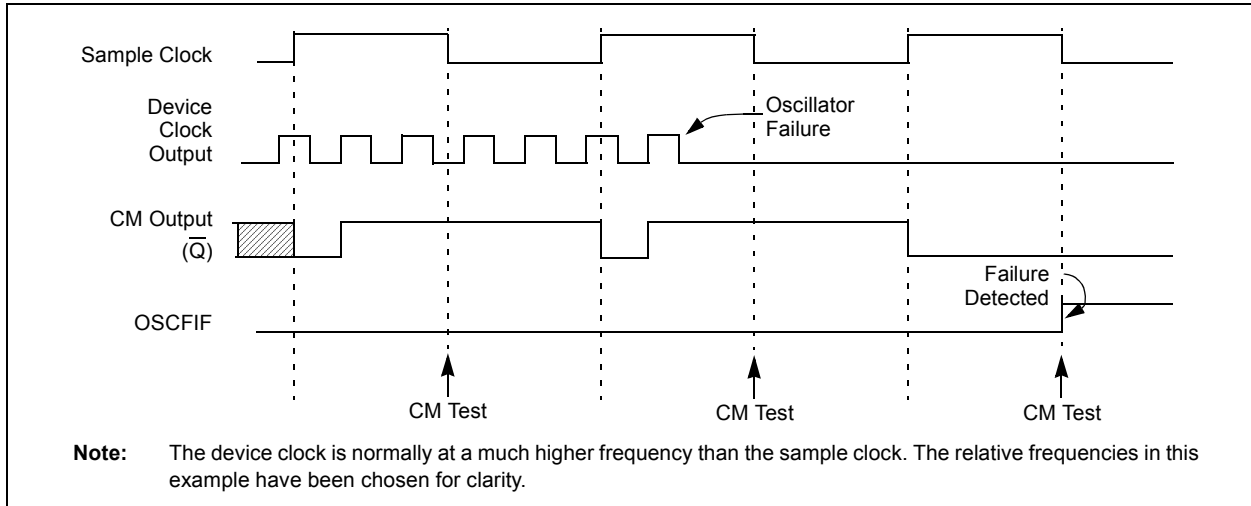 Sample Clock
Device
Clock
Output
Oscillator
Failure
CM Output
(Q̅)
Failure
Detected
OSCFIF
CM Test
CM Test
CM Test
Note: The device clock is normally at a much higher frequency than the sample clock. The relative frequencies in this
example have been chosen for clarity.